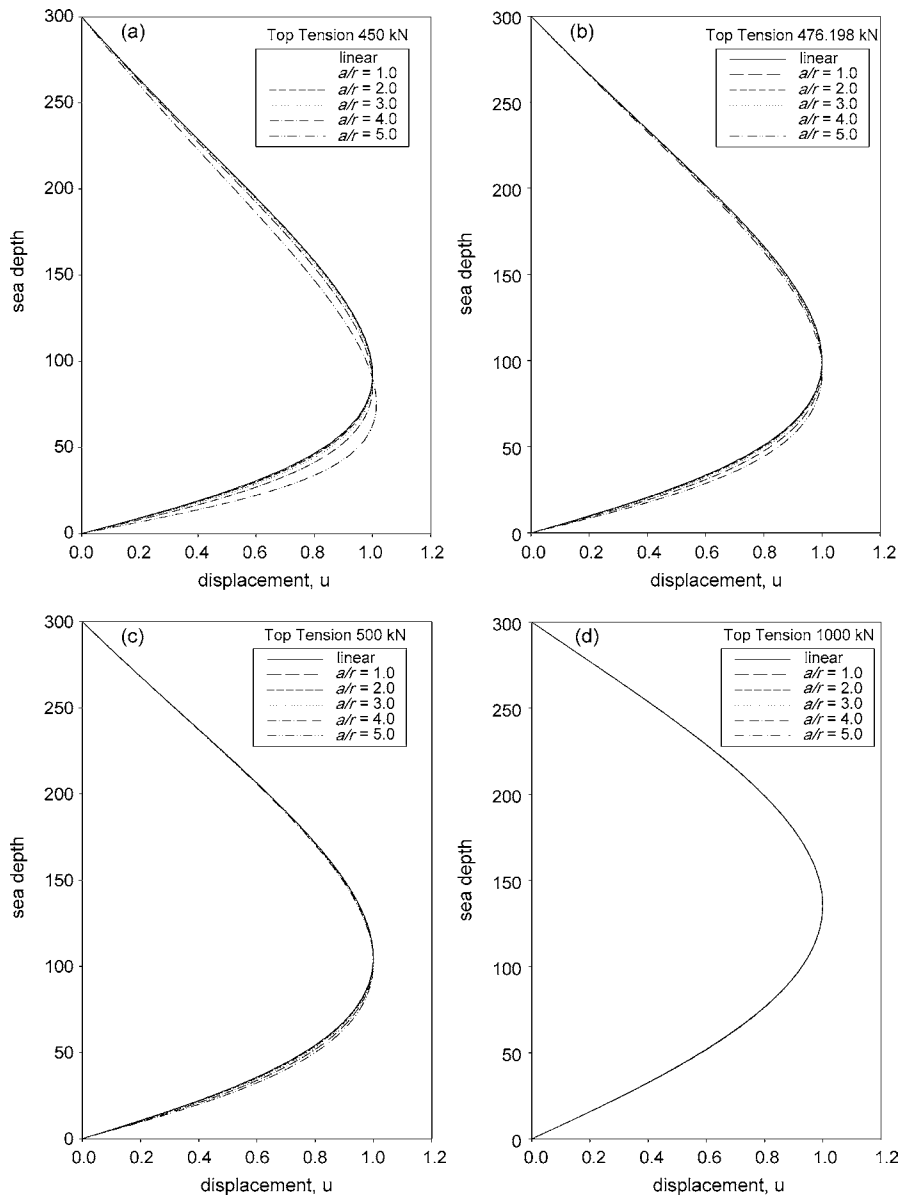 (a)
Top Tension 450 kN
linear
a/r = 1.0
a/r = 2.0
a/r = 3.0
a/r = 4.0
a/r = 5.0
300
250
200
150
100
50
0
sea depth
0.0 0.2 0.4 0.6 0.8 1.0 1.2
displacement, u
(b)
Top Tension 476.198 kN
linear
a/r = 1.0
a/r = 2.0
a/r = 3.0
a/r = 4.0
a/r = 5.0
300
250
200
150
100
50
0
sea depth
0.0 0.2 0.4 0.6 0.8 1.0 1.2
displacement, u
(c)
Top Tension 500 kN
linear
a/r = 1.0
a/r = 2.0
a/r = 3.0
a/r = 4.0
a/r = 5.0
300
250
200
150
100
50
0
sea depth
0.0 0.2 0.4 0.6 0.8 1.0 1.2
displacement, u
(d)
Top Tension 1000 kN
linear
a/r = 1.0
a/r = 2.0
a/r = 3.0
a/r = 4.0
a/r = 5.0
300
250
200
150
100
50
0
sea depth
0.0 0.2 0.4 0.6 0.8 1.0 1.2
displacement, u